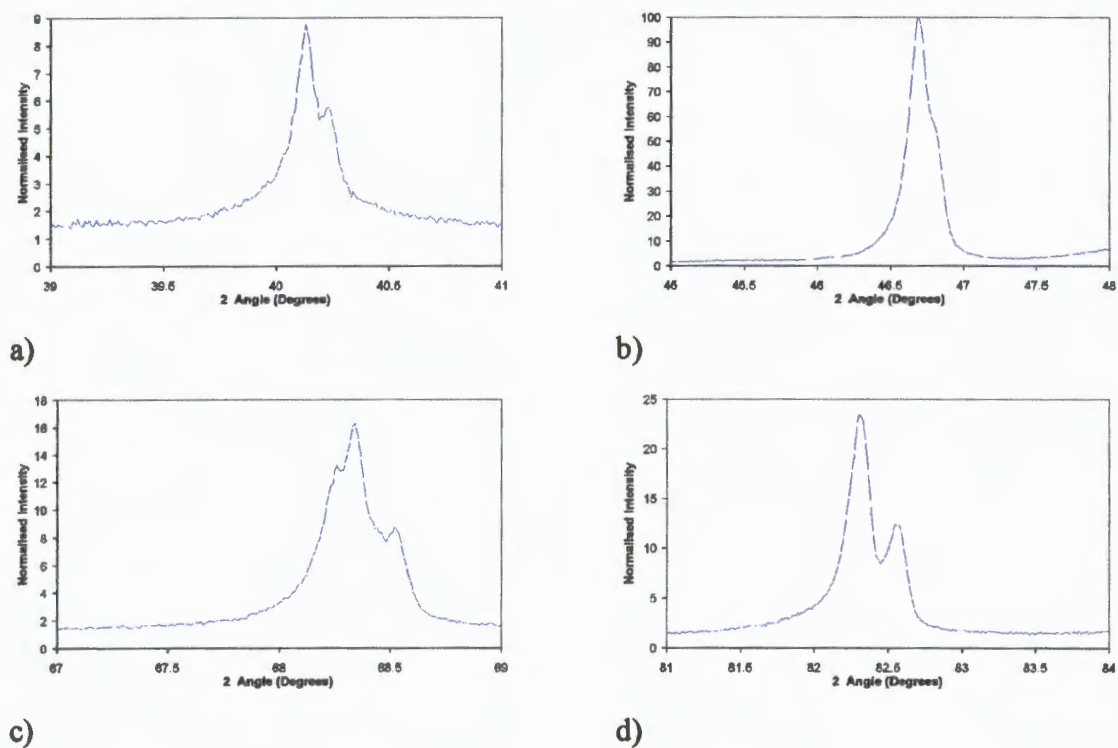 9
8
7
6
5
4
3
2
1
0
Normalised Intensity
39 39.5 40 40.5 41
2 Angle (Degrees)
a)
100
90
80
70
60
50
40
30
20
10
0
Normalised Intensity
45 45.5 46 46.5 47 47.5 48
2 Angle (Degrees)
b)
18
16
14
12
10
8
6
4
2
0
Normalised Intensity
67 67.5 68 68.5 69
2 Angle (Degrees)
c)
25
20
15
10
5
0
Normalised Intensity
81 81.5 82 82.5 83 83.5 84
2 Angle (Degrees)
d)